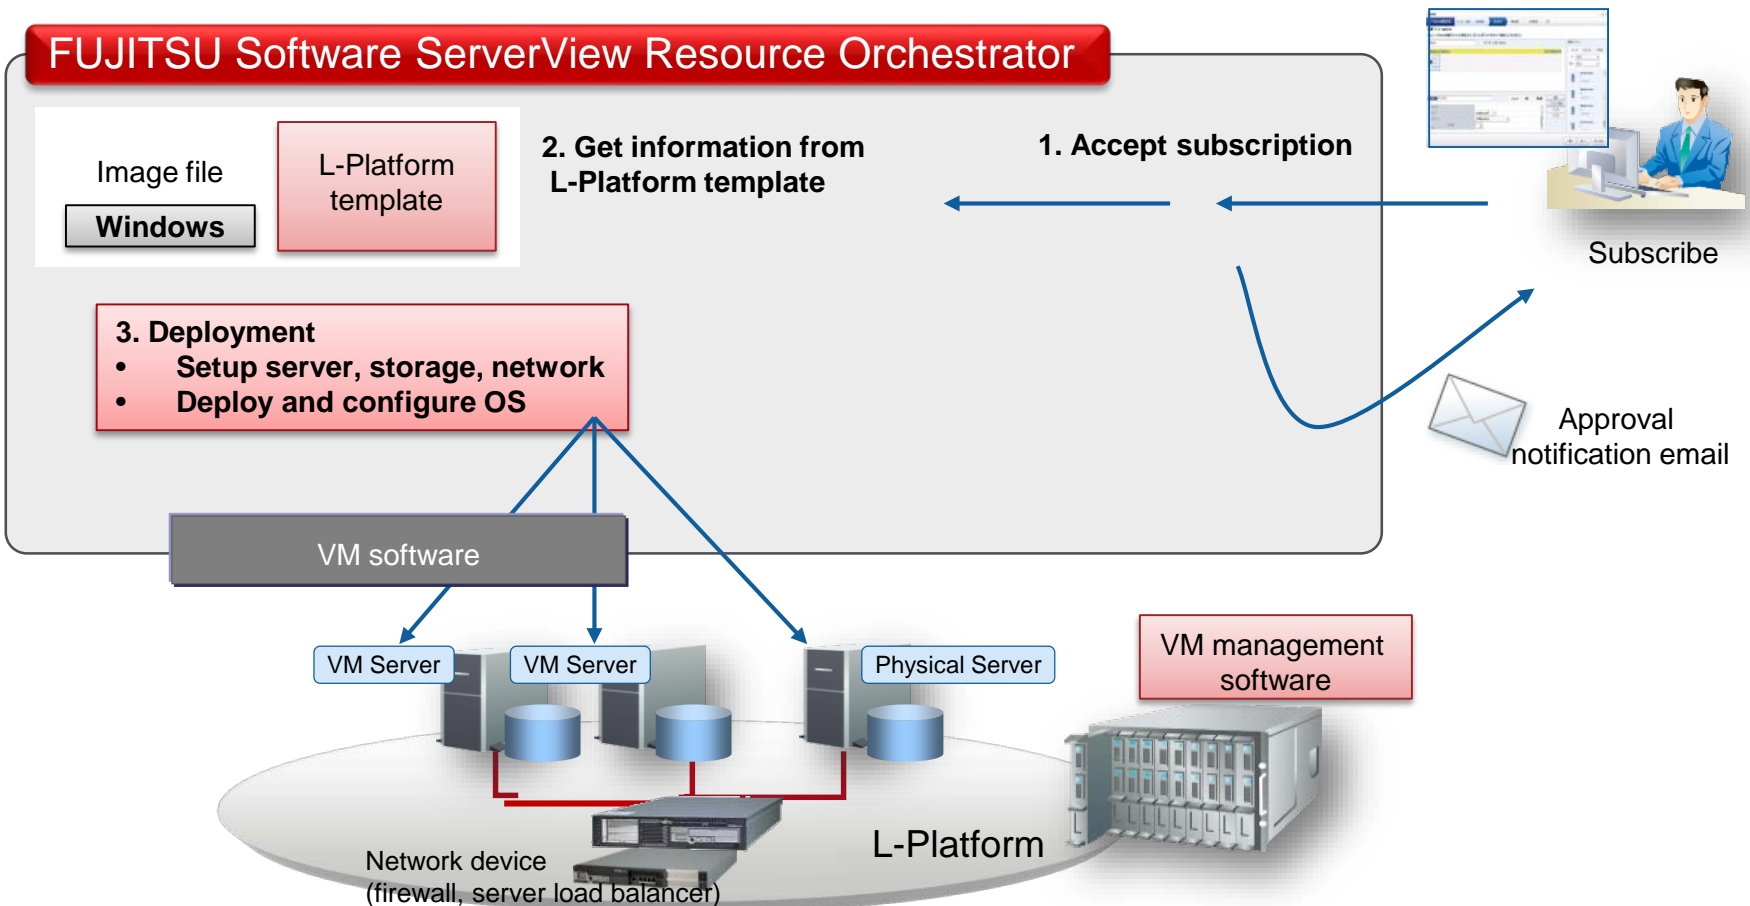 FUJITSU Software ServerView Resource Orchestrator
Image file
Windows
L-Platform
template
2. Get information from
L-Platform template
1. Accept subscription
Subscribe
3. Deployment
• Setup server, storage, network
• Deploy and configure OS
Approval
notification email
VM software
VM Server
VM Server
Physical Server
VM management
software
L-Platform
Network device
(firewall, server load balancer)